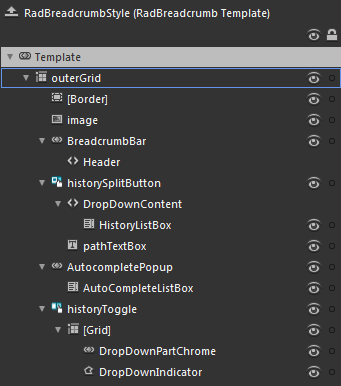 RadBreadcrumbStyle (RadBreadcrumb Template)
Template
outerGrid
[Border]
image
BreadcrumbBar
Header
historySplitButton
DropDownContent
HistoryListBox
pathTextBox
AutocompletePopup
AutoCompleteListBox
historyToggle
[Grid]
DropDownPartChrome
DropDownIndicator